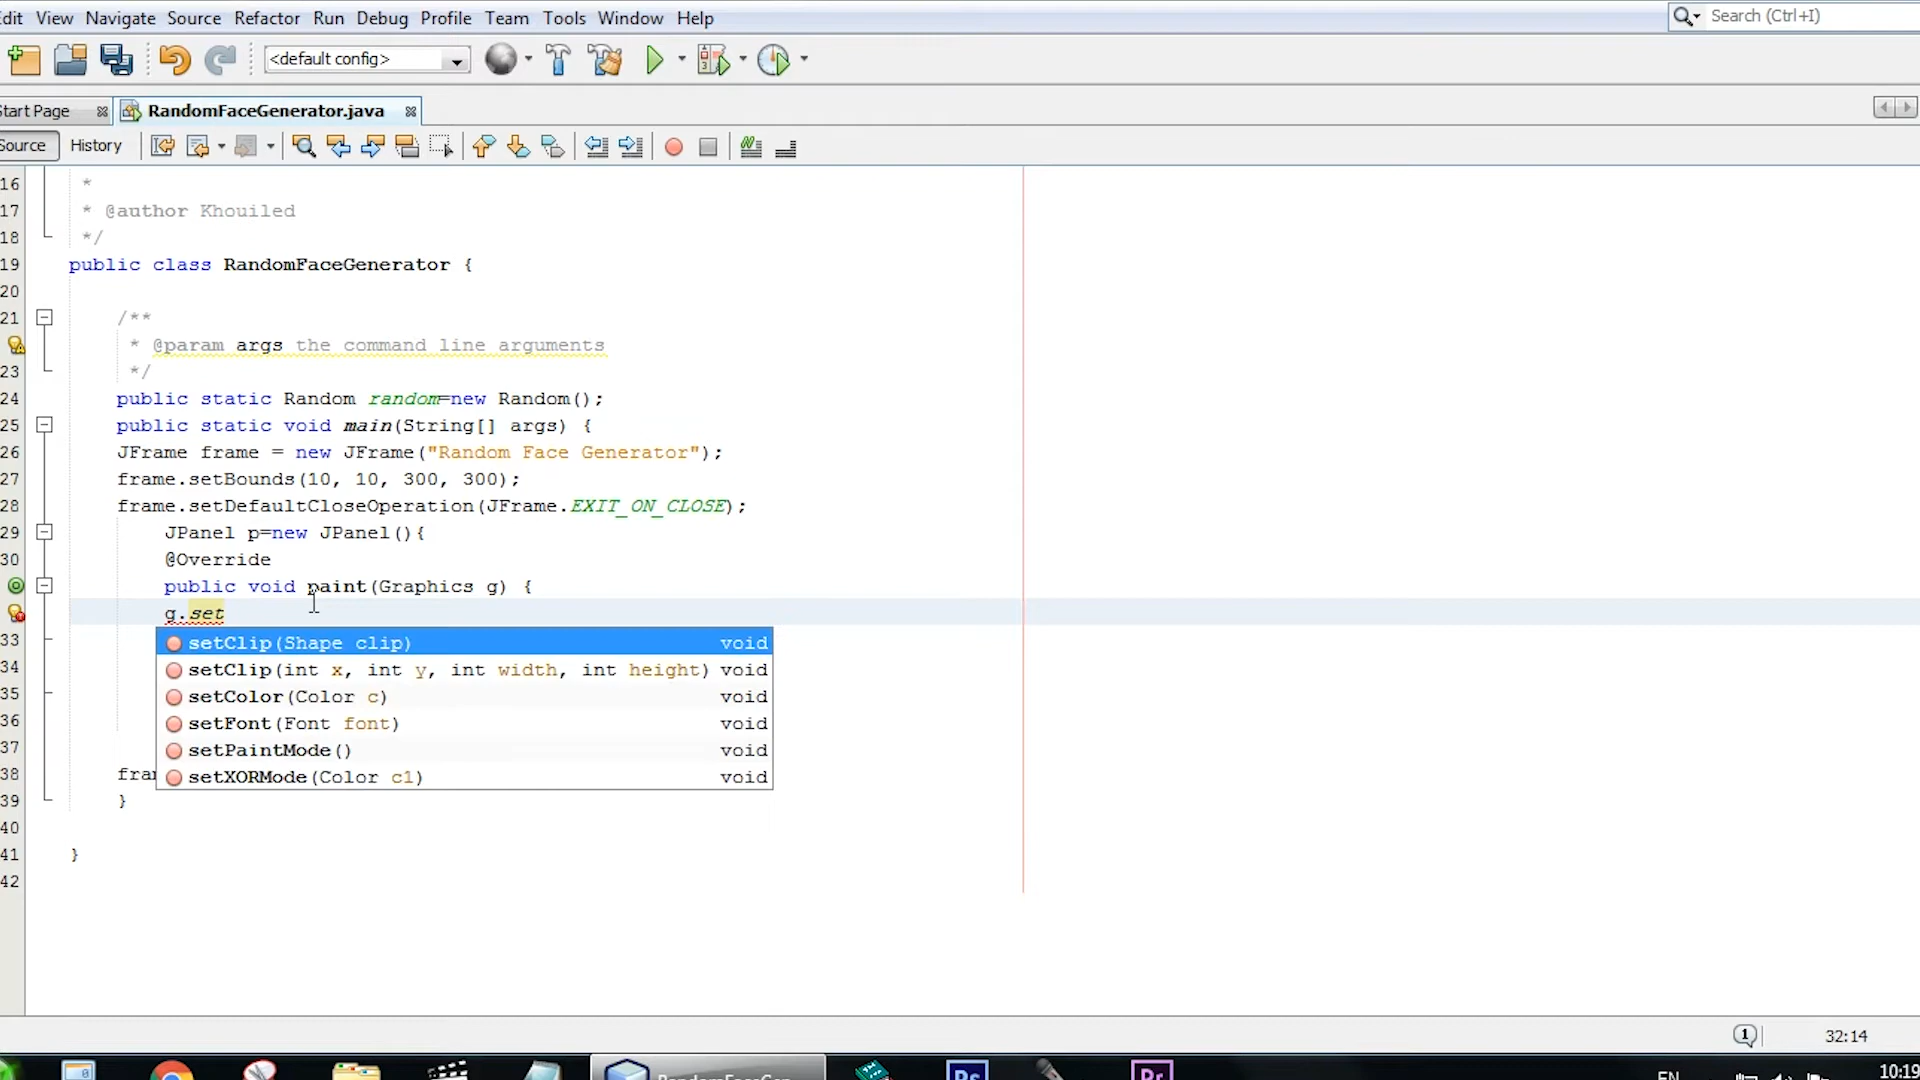 Edit View Navigate Source Refactor Run Debug Profile Team Tools Window Help
Search (Ctrl+I)
<default config>
Start Page
RandomFaceGenerator.java
Source History
16 *
17 * @author Khouiled
18 */
19 public class RandomFaceGenerator {
20
21 /**
* @param args the command line arguments
23 */
24 public static Random random=new Random();
25 public static void main(String[] args) {
26 JFrame frame = new JFrame("Random Face Generator");
27 frame.setBounds(10, 10, 300, 300);
28 frame.setDefaultCloseOperation(JFrame.EXIT_ON_CLOSE);
29 JPanel p=new JPanel(){
30 @Override
public void paint(Graphics g) {
g.set
33
setClip(Shape clip) void
34 setClip(int x, int y, int width, int height) void
35 setColor(Color c) void
36 setFont(Font font) void
37 setPaintMode() void
38 fram
setXORMode(Color c1) void
39 }
40
41 }
42
1
32:14
Ps
Pr
EN
10:19